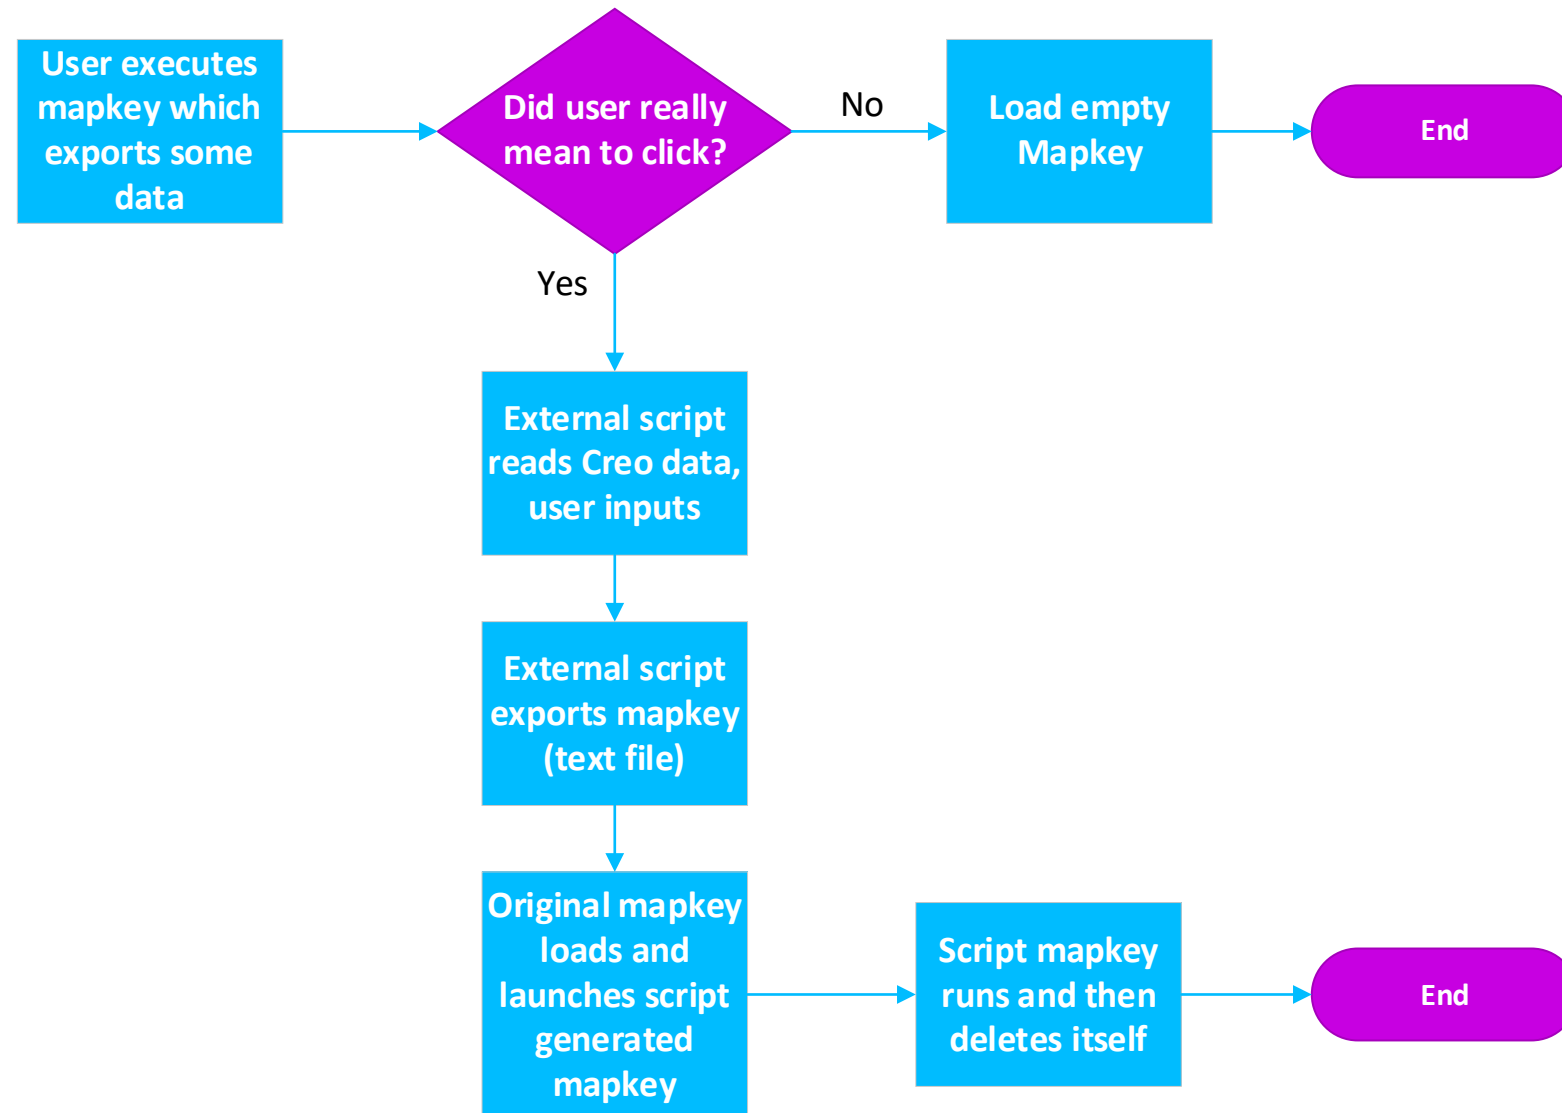 User executes
mapkey which
exports some
data
Did user really
mean to click?
No
Load empty
Mapkey
End
Yes
External script
reads Creo data,
user inputs
External script
exports mapkey
(text file)
Original mapkey
loads and
launches script
generated
mapkey
Script mapkey
runs and then
deletes itself
End